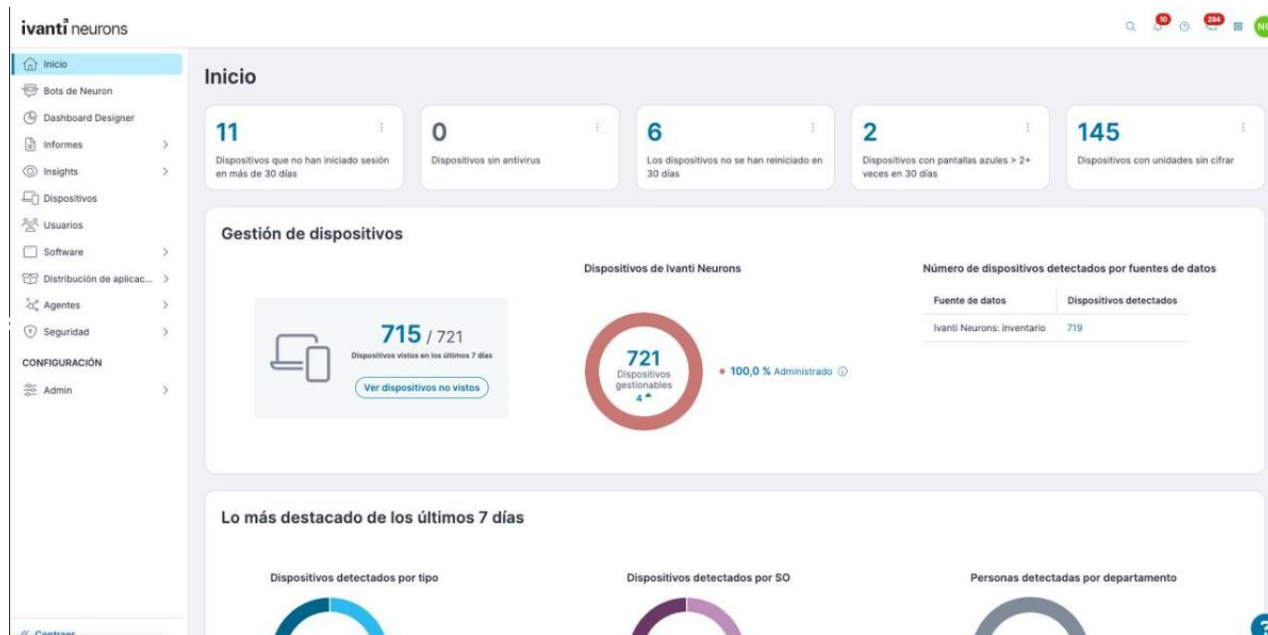 ivanti neurons
10
294
Inicio
Bots de Neuron
Dashboard Designer
Informes
Insights
Dispositivos
Usuarios
Software
Distribución de aplicac...
Agentes
Seguridad
CONFIGURACIÓN
Admin
Contraer
Inicio
11
Dispositivos que no han iniciado sesión
en más de 30 días
0
Dispositivos sin antivirus
6
Los dispositivos no se han reiniciado en
30 días
2
Dispositivos con pantallas azules > 2+
veces en 30 días
145
Dispositivos con unidades sin cifrar
Gestión de dispositivos
715 / 721
Dispositivos vistos en los últimos 7 días
Ver dispositivos no vistos
Dispositivos de Ivanti Neurons
721
Dispositivos
gestionables
4
100,0 % Administrado
Número de dispositivos detectados por fuentes de datos
Fuente de datos Dispositivos detectados
Ivanti Neurons: inventario 719
Lo más destacado de los últimos 7 días
Dispositivos detectados por tipo
Dispositivos detectados por SO
Personas detectadas por departamento
?